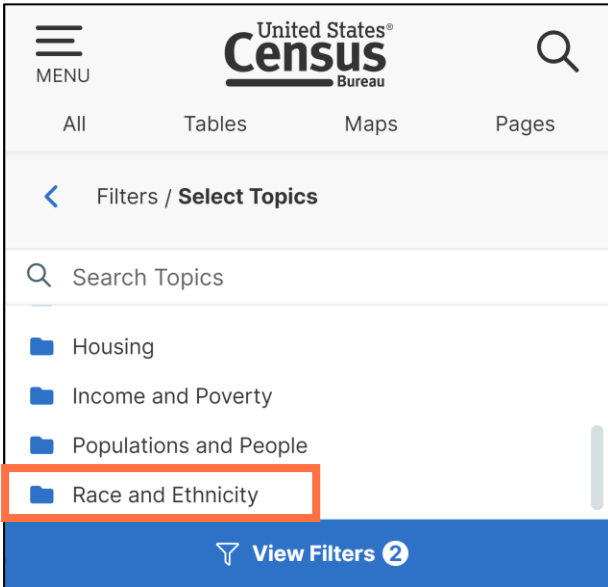 United States®
Census
Bureau
MENU
All Tables Maps Pages
Filters / Select Topics
Search Topics
Housing
Income and Poverty
Populations and People
Race and Ethnicity
View Filters 2